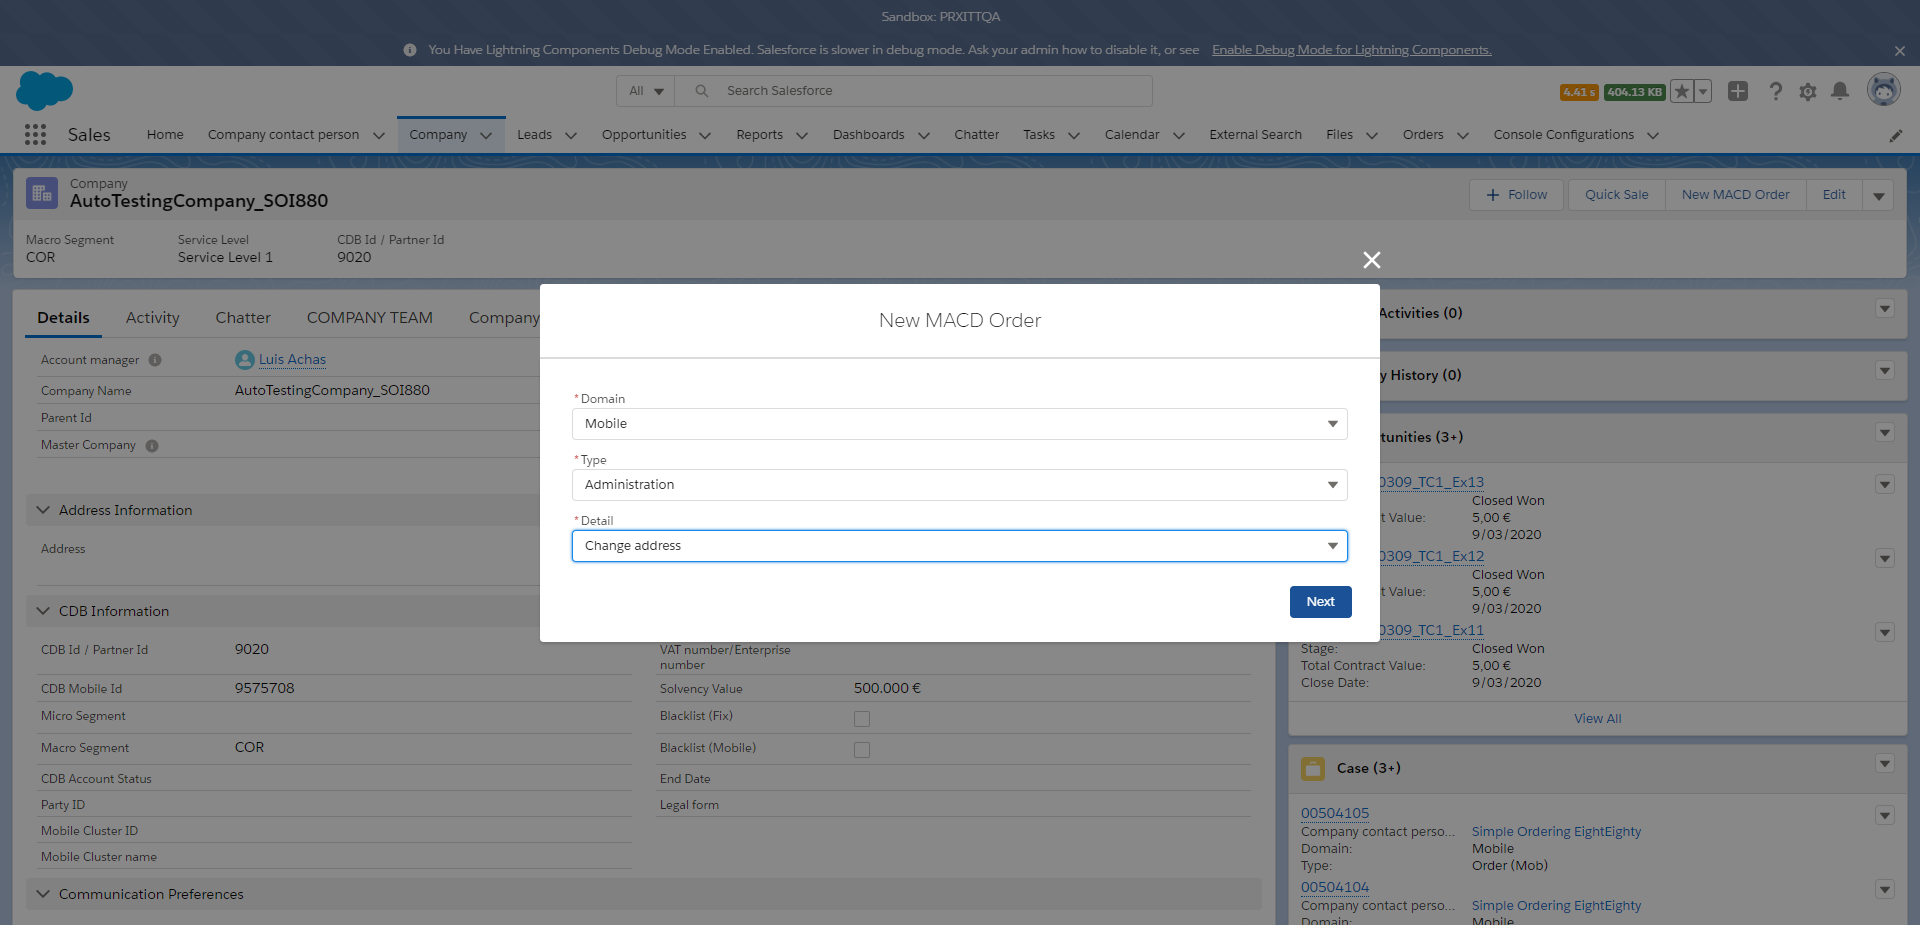 Sandbox: PRXITTQA
You Have Lightning Components Debug Mode Enabled. Salesforce is slower in debug mode. Ask your admin how to disable it, or see Enable Debug Mode for Lightning Components.
All Search Salesforce
4.41 s 404.13 KB
Sales Home Company contact person Company Leads Opportunities Reports Dashboards Chatter Tasks Calendar External Search Files Orders Console Configurations
Company
AutoTestingCompany_SOI880
Follow Quick Sale New MACD Order Edit
Macro Segment Service Level CDB Id / Partner Id
COR Service Level 1 9020
New MACD Order
*Domain
Mobile
*Type
Administration
*Detail
Change address
Next
Details Activity Chatter COMPANY TEAM Company
Account manager Luis Achas
Company Name AutoTestingCompany_SOI880
Parent Id
Master Company
Address Information
Address
CDB Information
CDB Id / Partner Id 9020
CDB Mobile Id 9575708
Micro Segment
Macro Segment COR
CDB Account Status
Party ID
Mobile Cluster ID
Mobile Cluster name
VAT number/Enterprise
number
Solvency Value 500.000 €
Blacklist (Fix)
Blacklist (Mobile)
End Date
Legal form
Communication Preferences
Activities (0)
y History (0)
tunities (3+)
0309_TC1_Ex13
Closed Won
t Value: 5,00 €
9/03/2020
0309_TC1_Ex12
Closed Won
t Value: 5,00 €
9/03/2020
0309_TC1_Ex11
Stage: Closed Won
Total Contract Value: 5,00 €
Close Date: 9/03/2020
View All
Case (3+)
00504105
Company contact perso... Simple Ordering EightEighty
Domain: Mobile
Type: Order (Mob)
00504104
Company contact perso... Simple Ordering EightEighty
Domain: Mobile